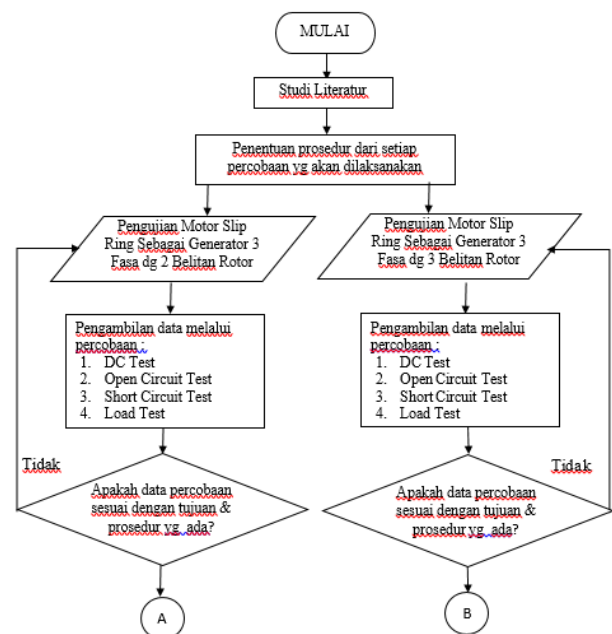 MULAI
Studi Literatur
Penentuan prosedur dari setiap
percobaan yg akan dilaksanakan
Pengujian Motor Slip
Ring Sebagai Generator 3
Fasa dg 2 Belitan Rotor
Pengambilan data melalui
percobaan :
1. DC Test
2. Open Circuit Test
3. Short Circuit Test
4. Load Test
Tidak
Apakah data percobaan
sesuai dengan tujuan &
prosedur yg ada?
A
Pengujian Motor Slip
Ring Sebagai Generator 3
Fasa dg 3 Belitan Rotor
Pengambilan data melalui
percobaan :
1. DC Test
2. Open Circuit Test
3. Short Circuit Test
4. Load Test
Tidak
Apakah data percobaan
sesuai dengan tujuan &
prosedur yg ada?
B